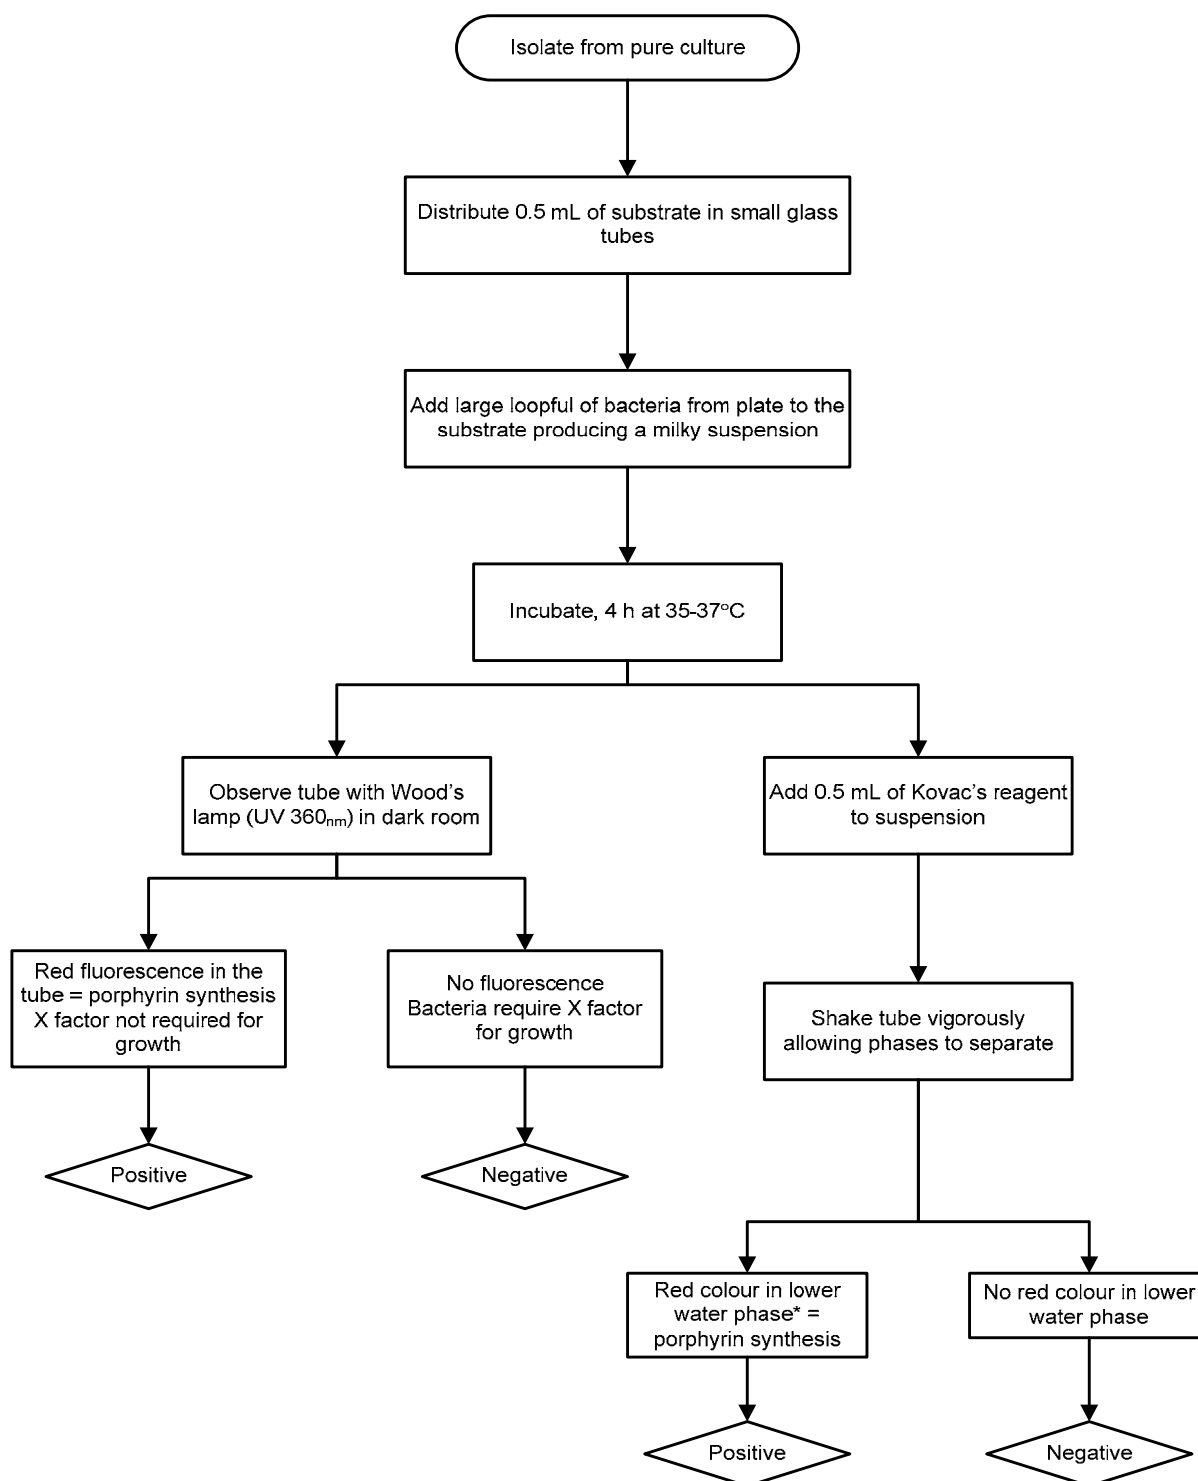 Isolate from pure culture
Distribute 0.5 mL of substrate in small glass
tubes
Add large loopful of bacteria from plate to the
substrate producing a milky suspension
Incubate, 4 h at 35-37°C
Observe tube with Wood's
lamp (UV 360nm) in dark room
Add 0.5 mL of Kovac's reagent
to suspension
Red fluorescence in the
tube = porphyrin synthesis
X factor not required for
growth
No fluorescence
Bacteria require X factor
for growth
Shake tube vigorously
allowing phases to separate
Positive
Negative
Red colour in lower
water phase* =
porphyrin synthesis
No red colour in lower
water phase
Positive
Negative